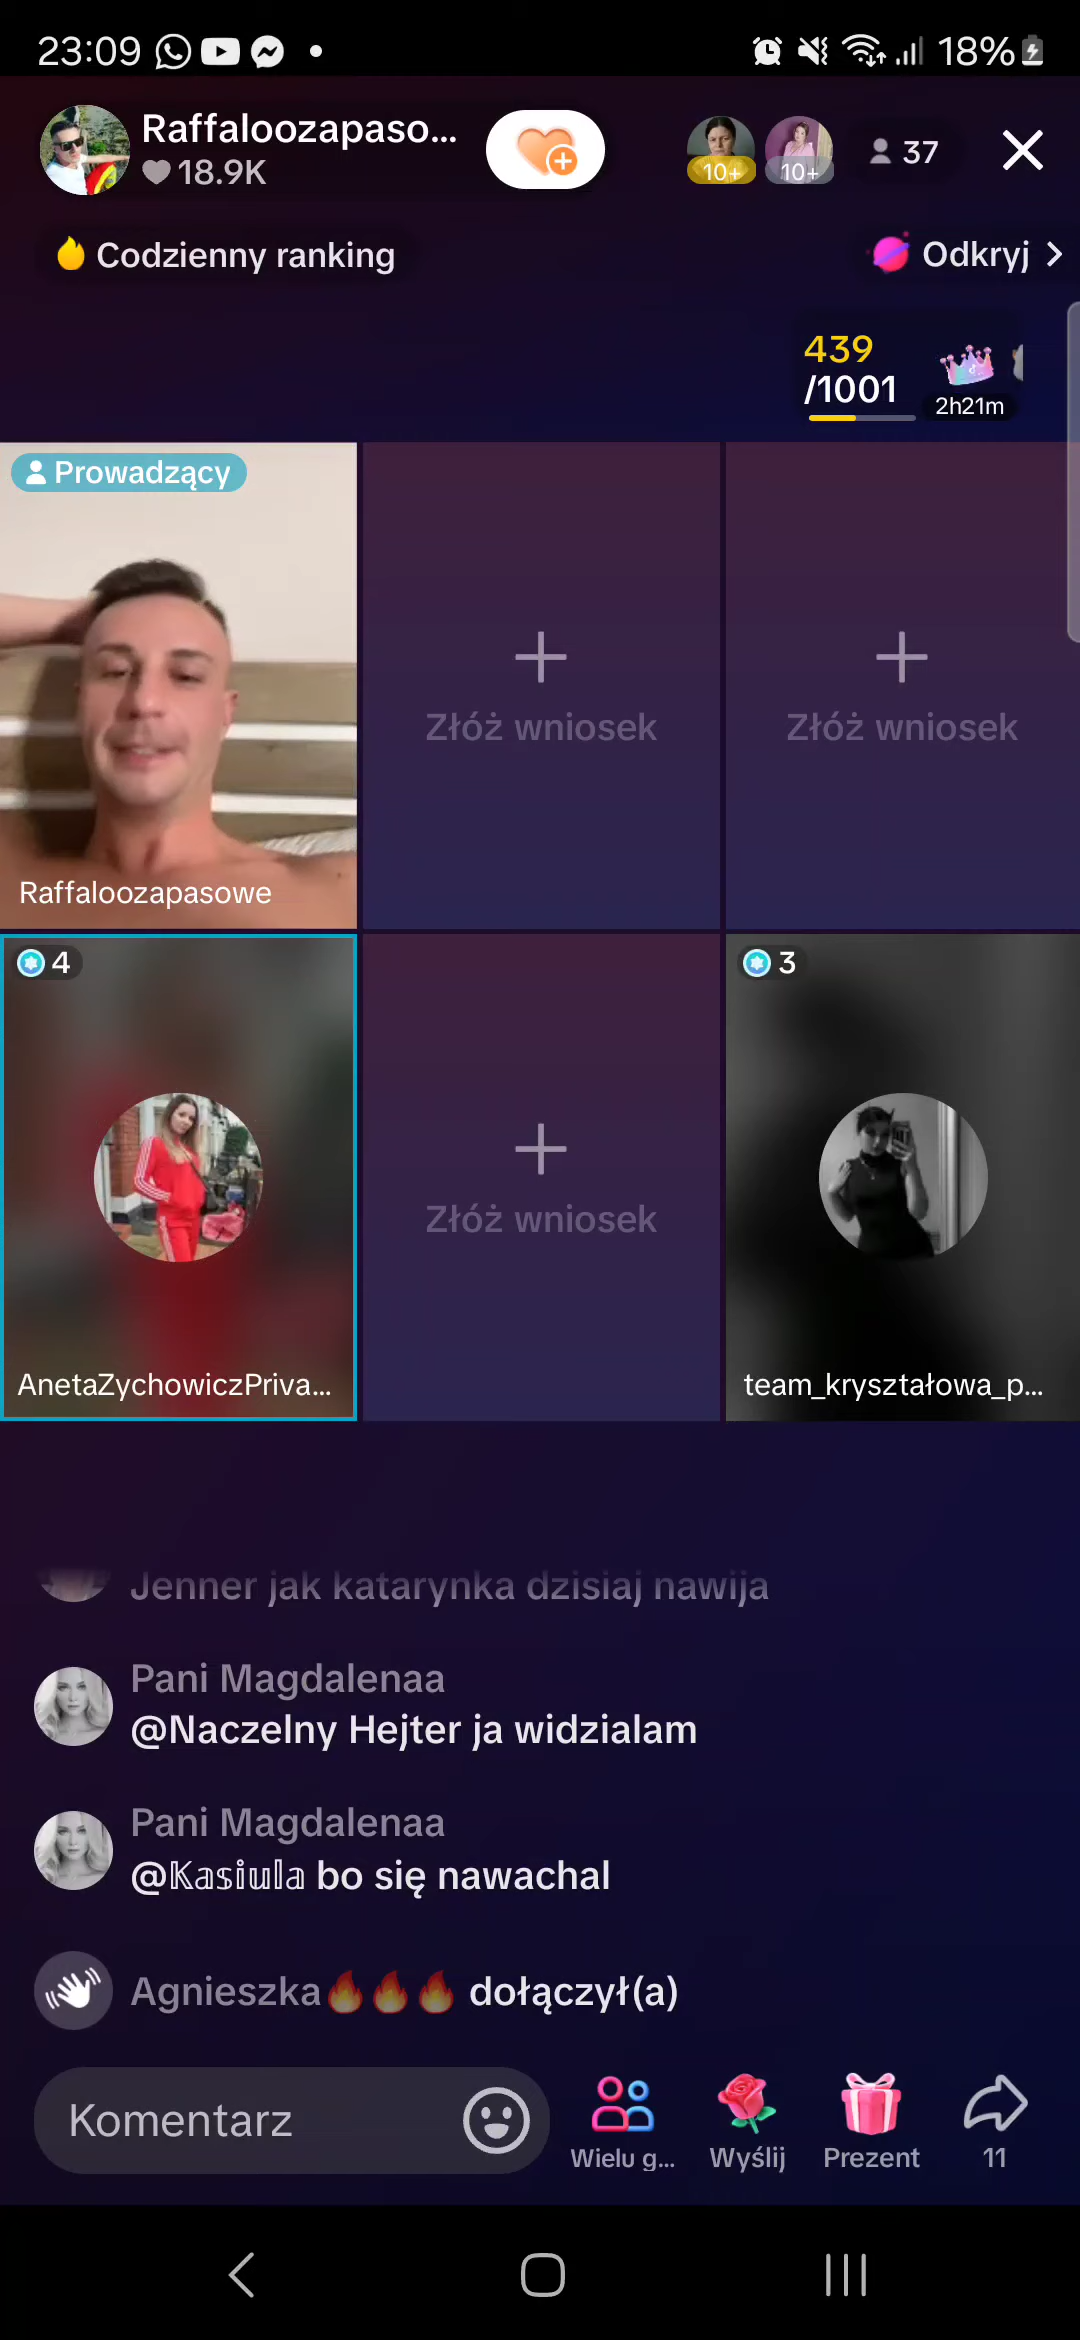 23:09
18%
Raffaloozapaso...
18.9K
10+
10+
37
Codzienny ranking
Odkryj
439
/1001
2h21m
Prowadzący
Raffaloozapasowe
Złóż wniosek
Złóż wniosek
4
AnetaZychowiczPriva...
Złóż wniosek
3
team_kryształowa_p...
Jenner jak katarynka dzisiaj nawija
Pani Magdalenaa
@Naczelny Hejter ja widzialam
Pani Magdalenaa
@𝕂𝕒𝕤𝕚𝕦𝕝𝕒 bo się nawachal
Agnieszka🔥🔥🔥 dołączył(a)
Komentarz
Wielu g...
Wyślij
Prezent
11